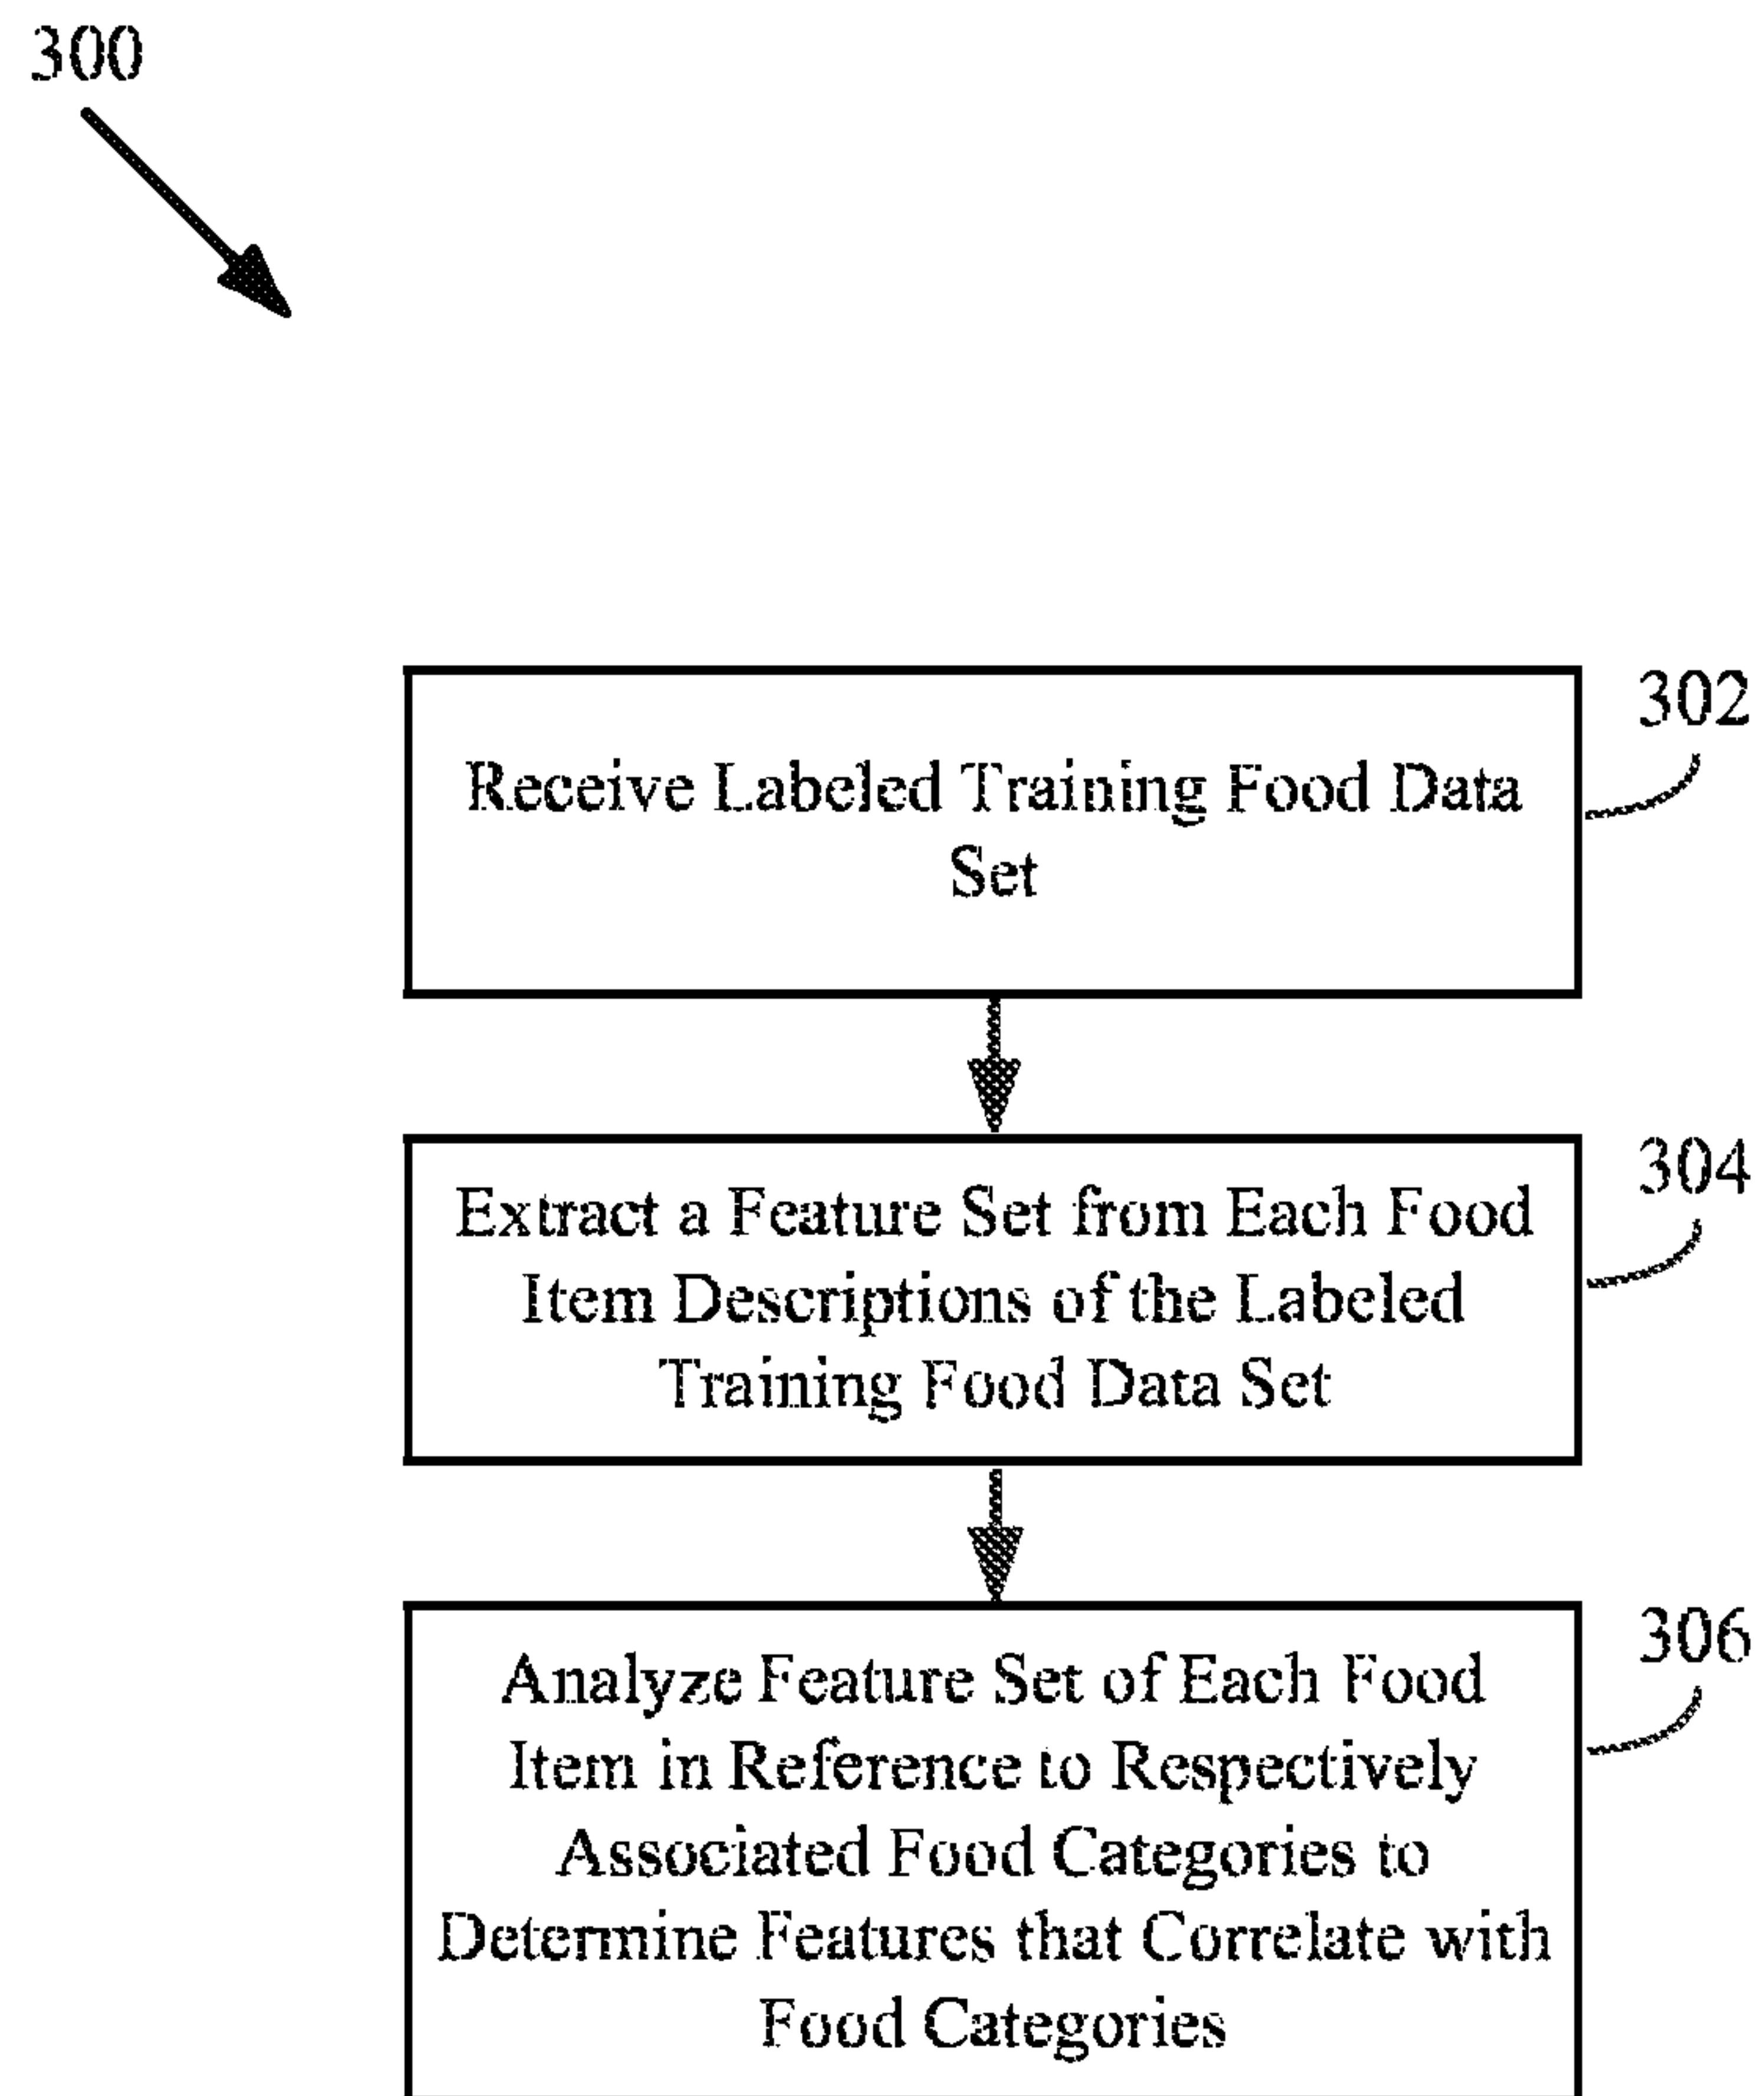 300
302
Receive Labeled Training Food Data
Set
304
Extract a Feature Set from Each Food
Item Descriptions of the Labeled
Training Food Data Set
306
Analyze Feature Set of Each Food
Item in Reference to Respectively
Associated Food Categories to
Determine Features that Correlate with
Food Categories